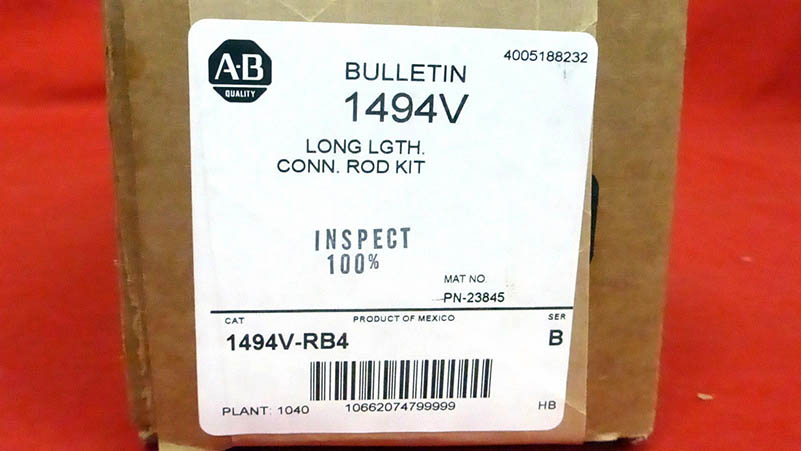 A-B
QUALITY
4005188232
BULLETIN
1494V
LONG LGTH.
CONN. ROD KIT
INSPECT
100%
MAT NO
PN-23845
CAT
PRODUCT OF MEXICO
SER
1494V-RB4
B
PLANT: 1040
10662074799999
HB